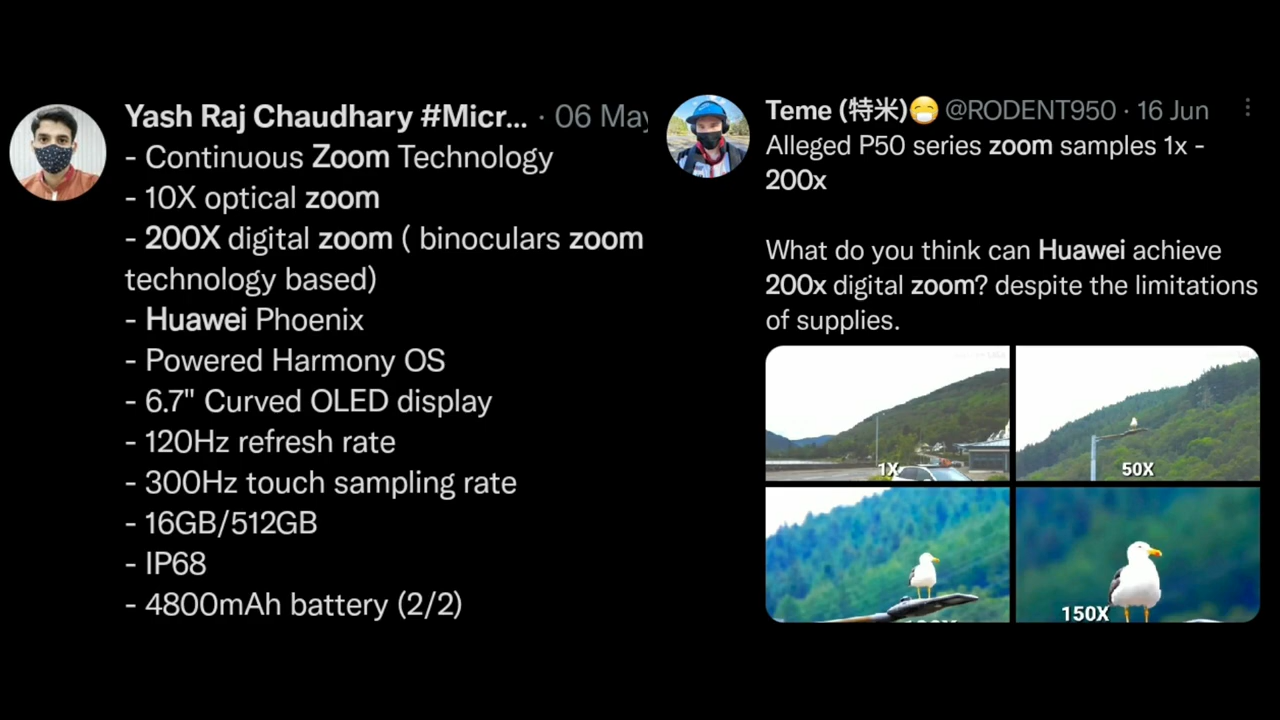 Yash Raj Chaudhary #Micr... · 06 May
- Continuous Zoom Technology
- 10X optical zoom
- 200X digital zoom ( binoculars zoom
technology based)
- Huawei Phoenix
- Powered Harmony OS
- 6.7" Curved OLED display
- 120Hz refresh rate
- 300Hz touch sampling rate
- 16GB/512GB
- IP68
- 4800mAh battery (2/2)
Teme (特米)😷 @RODENT950 · 16 Jun
Alleged P50 series zoom samples 1x -
200x
What do you think can Huawei achieve
200x digital zoom? despite the limitations
of supplies.
1X
50X
150X